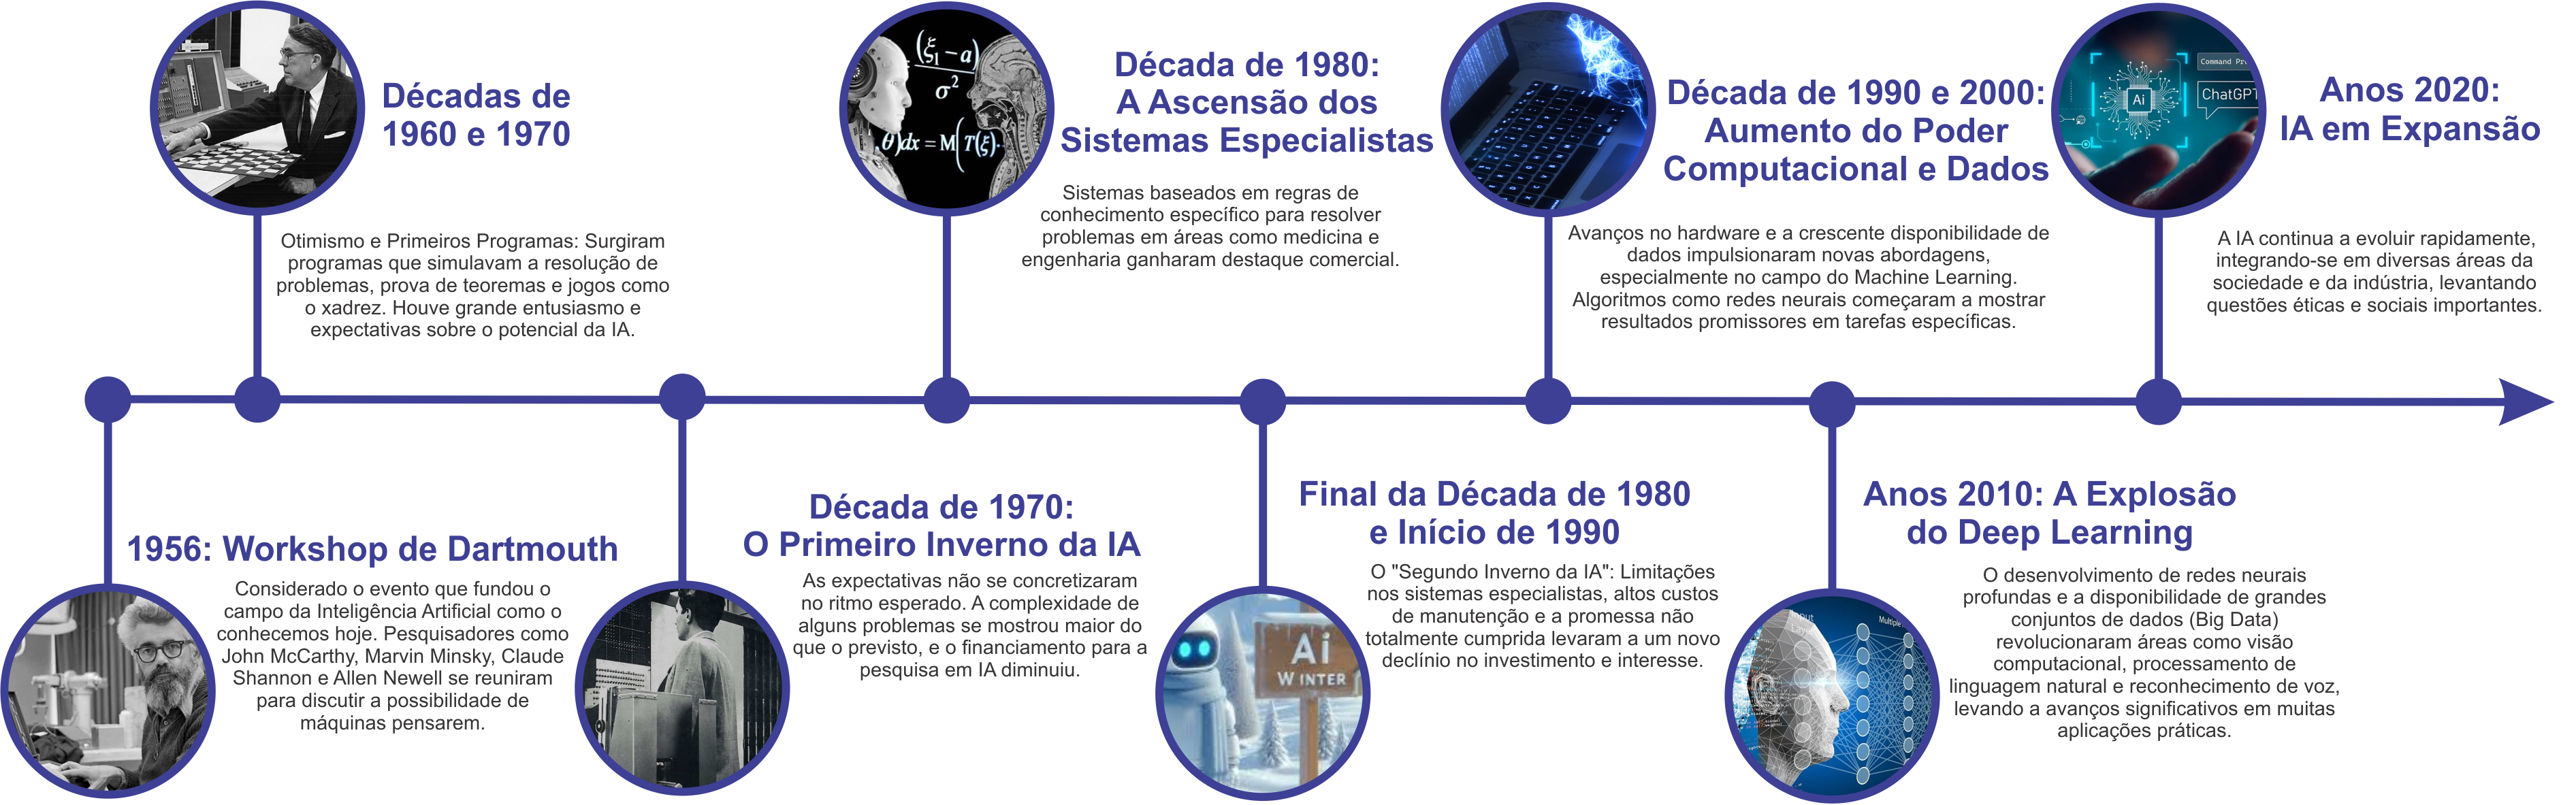 Décadas de
1960 e 1970
Otimismo e Primeiros Programas: Surgiram
programas que simulavam a resolução de
problemas, prova de teoremas e jogos como
o xadrez. Houve grande entusiasmo e
expectativas sobre o potencial da IA.
(ξ₁ – a)
σ²
θ)dx = M(T(ξ)·
Década de 1980:
A Ascensão dos
Sistemas Especialistas
Sistemas baseados em regras de
conhecimento específico para resolver
problemas em áreas como medicina e
engenharia ganharam destaque comercial.
Década de 1990 e 2000:
Aumento do Poder
Computacional e Dados
Avanços no hardware e a crescente disponibilidade de
dados impulsionaram novas abordagens,
especialmente no campo do Machine Learning.
Algoritmos como redes neurais começaram a mostrar
resultados promissores em tarefas específicas.
Command Pr
Ai
ChatGPT
Anos 2020:
IA em Expansão
A IA continua a evoluir rapidamente,
integrando-se em diversas áreas da
sociedade e da indústria, levantando
questões éticas e sociais importantes.
1956: Workshop de Dartmouth
Considerado o evento que fundou o
campo da Inteligência Artificial como o
conhecemos hoje. Pesquisadores como
John McCarthy, Marvin Minsky, Claude
Shannon e Allen Newell se reuniram
para discutir a possibilidade de
máquinas pensarem.
Década de 1970:
O Primeiro Inverno da IA
As expectativas não se concretizaram
no ritmo esperado. A complexidade de
alguns problemas se mostrou maior do
que o previsto, e o financiamento para a
pesquisa em IA diminuiu.
Final da Década de 1980
e Início de 1990
O "Segundo Inverno da IA": Limitações
nos sistemas especialistas, altos custos
de manutenção e a promessa não
totalmente cumprida levaram a um novo
declínio no investimento e interesse.
Ai
WINTER
Anos 2010: A Explosão
do Deep Learning
O desenvolvimento de redes neurais
profundas e a disponibilidade de grandes
conjuntos de dados (Big Data)
revolucionaram áreas como visão
computacional, processamento de
linguagem natural e reconhecimento de voz,
levando a avanços significativos em muitas
aplicações práticas.
Multiple